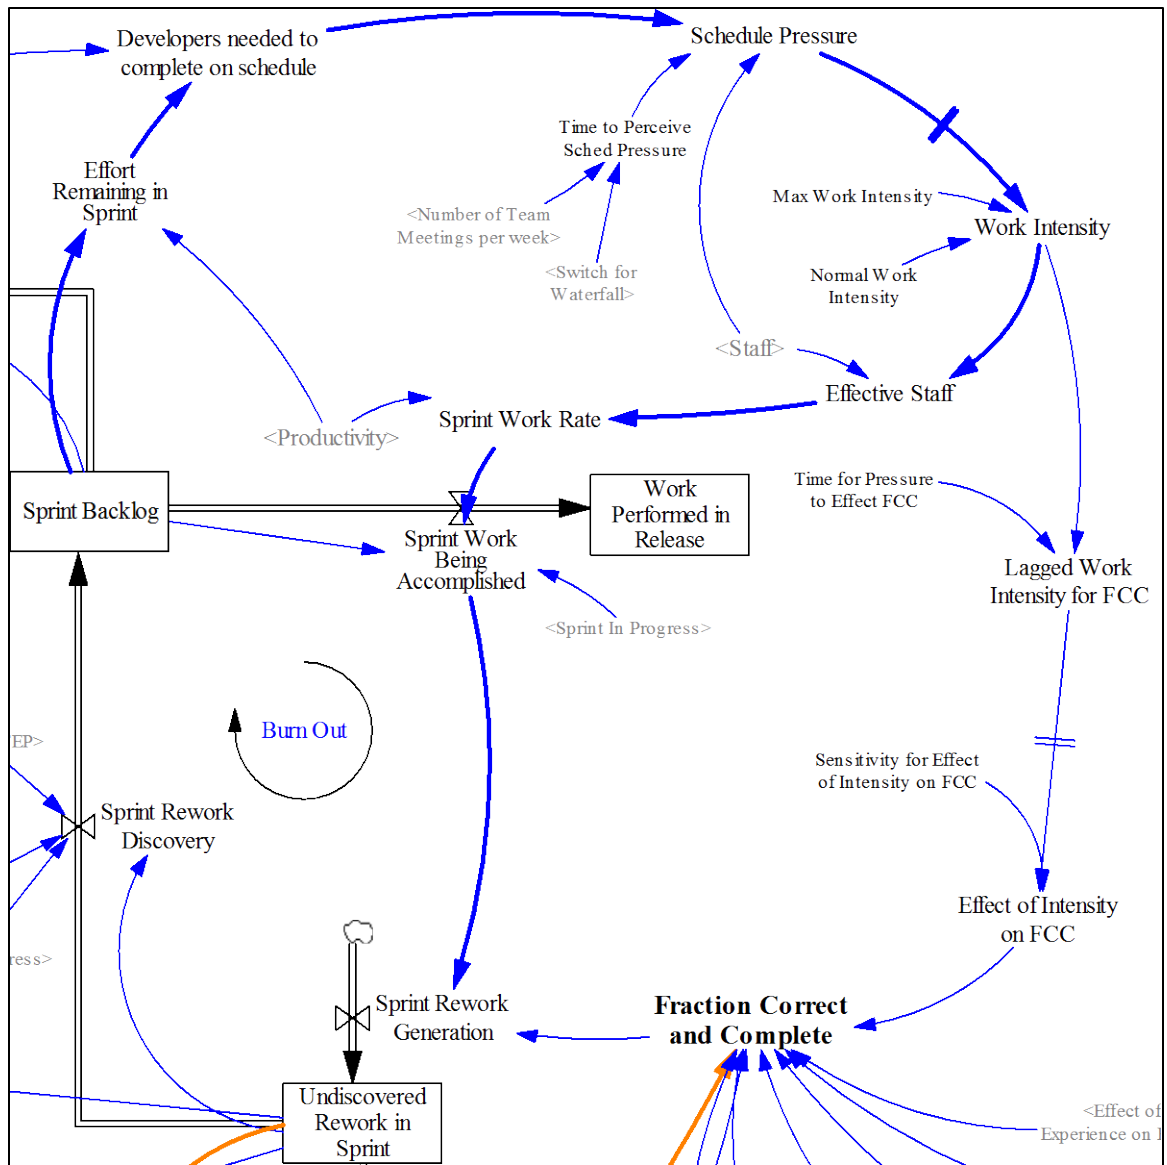 Developers needed to
complete on schedule
Schedule Pressure
Time to Perceive
Sched Pressure
Effort
Remaining in
Sprint
<Number of Team
Meetings per week>
Max Work Intensity
Work Intensity
<Switch for
Waterfall>
Normal Work
Intensity
<Staff>
Effective Staff
Sprint Work Rate
<Productivity>
Sprint Backlog
Work
Performed in
Release
Time for Pressure
to Effect FCC
Sprint Work
Being
Accomplished
Lagged Work
Intensity for FCC
<Sprint In Progress>
Burn Out
EP>
Sensitivity for Effect
of Intensity on FCC
Sprint Rework
Discovery
Effect of Intensity
on FCC
ress>
Sprint Rework
Generation
Fraction Correct
and Complete
Undiscovered
Rework in
Sprint
<Effect of
Experience on